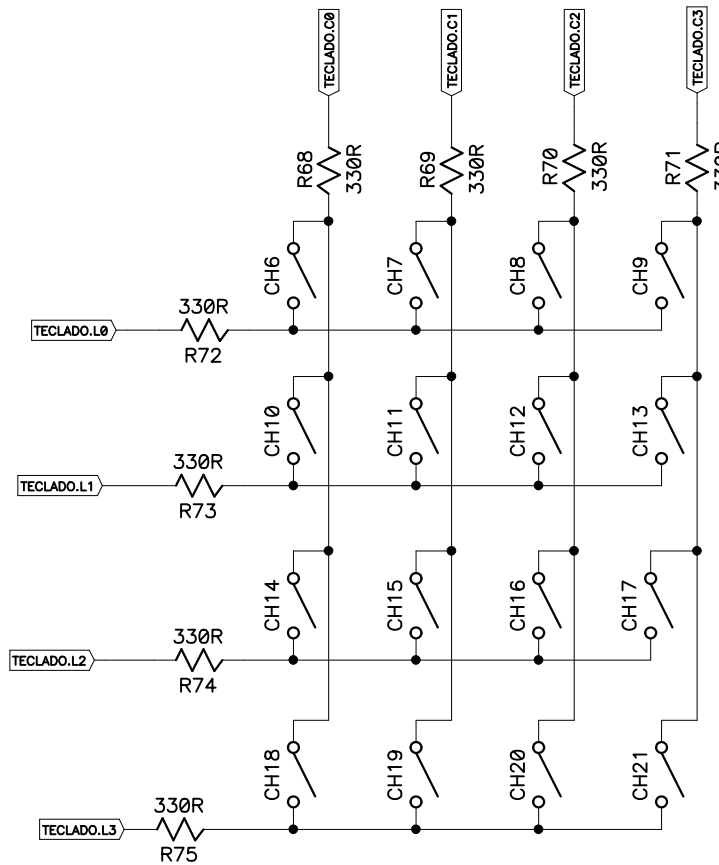 TECLADO.C0
TECLADO.C1
TECLADO.C2
TECLADO.C3
R68
330R
R69
330R
R70
330R
R71
330R
CH6
CH7
CH8
CH9
TECLADO.L0
330R
R72
CH10
CH11
CH12
CH13
TECLADO.L1
330R
R73
CH14
CH15
CH16
CH17
TECLADO.L2
330R
R74
CH18
CH19
CH20
CH21
TECLADO.L3
330R
R75